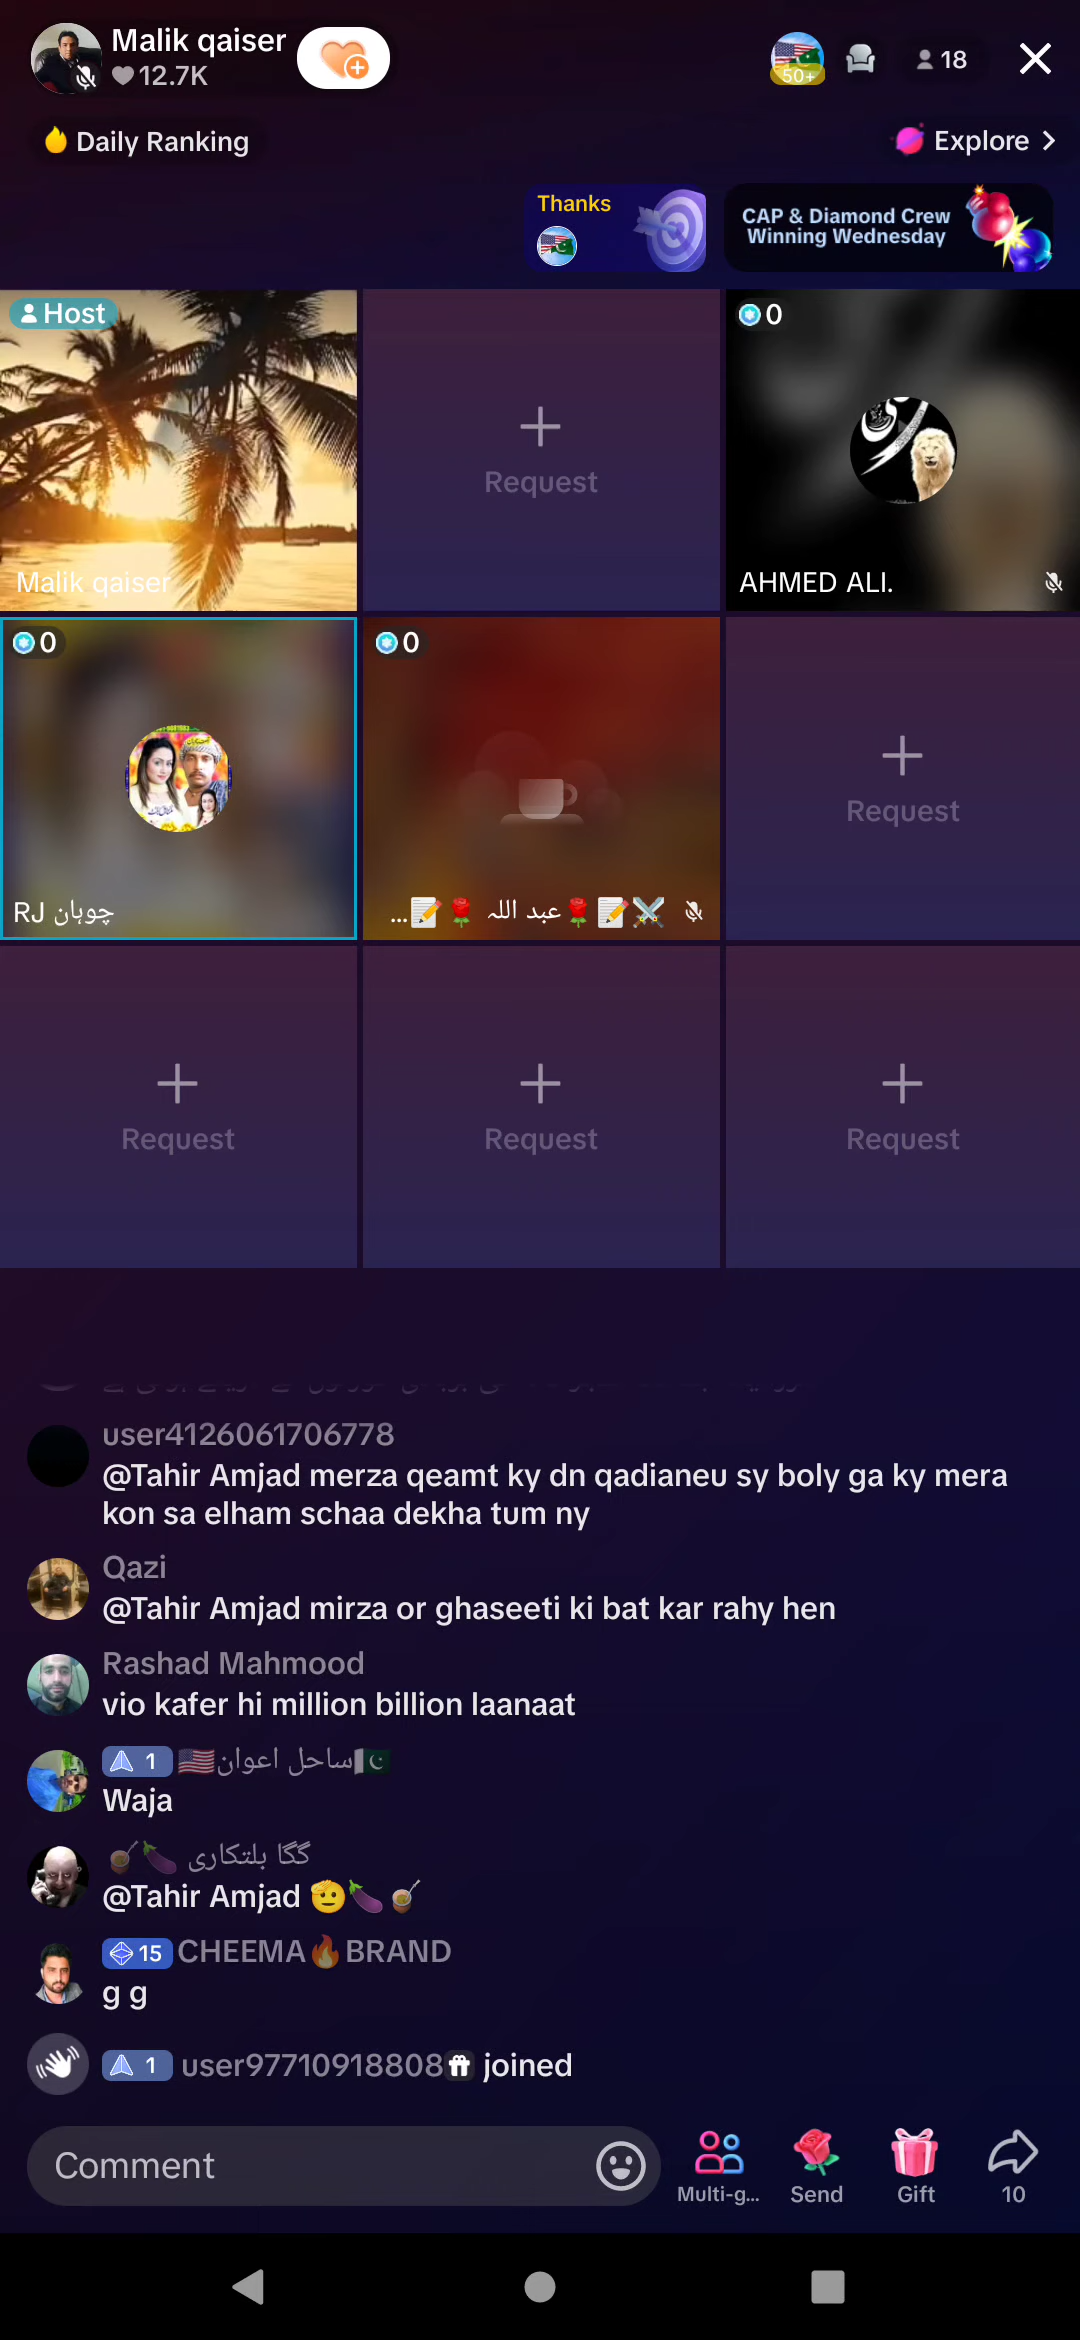 Malik qaiser
12.7K
50+
18
Daily Ranking
Explore
Thanks
CAP & Diamond Crew
Winning Wednesday
Host
Malik qaiser
Request
0
AHMED ALI.
0
RJ چوہان
0
⚔️📝🌹عبد اللہ🌹📝...
Request
Request
Request
Request
user4126061706778
@Tahir Amjad merza qeamt ky dn qadianeu sy boly ga ky mera
kon sa elham schaa dekha tum ny
Qazi
@Tahir Amjad mirza or ghaseeti ki bat kar rahy hen
Rashad Mahmood
vio kafer hi million billion laanaat
1 🇺🇸ساحل اعوان🇵🇰
Waja
گگا بلتکاری 🍆🧉
@Tahir Amjad 🫡🍆🧉
15 CHEEMA🔥BRAND
g g
1 user97710918808 joined
Comment
Multi-g...
Send
Gift
10